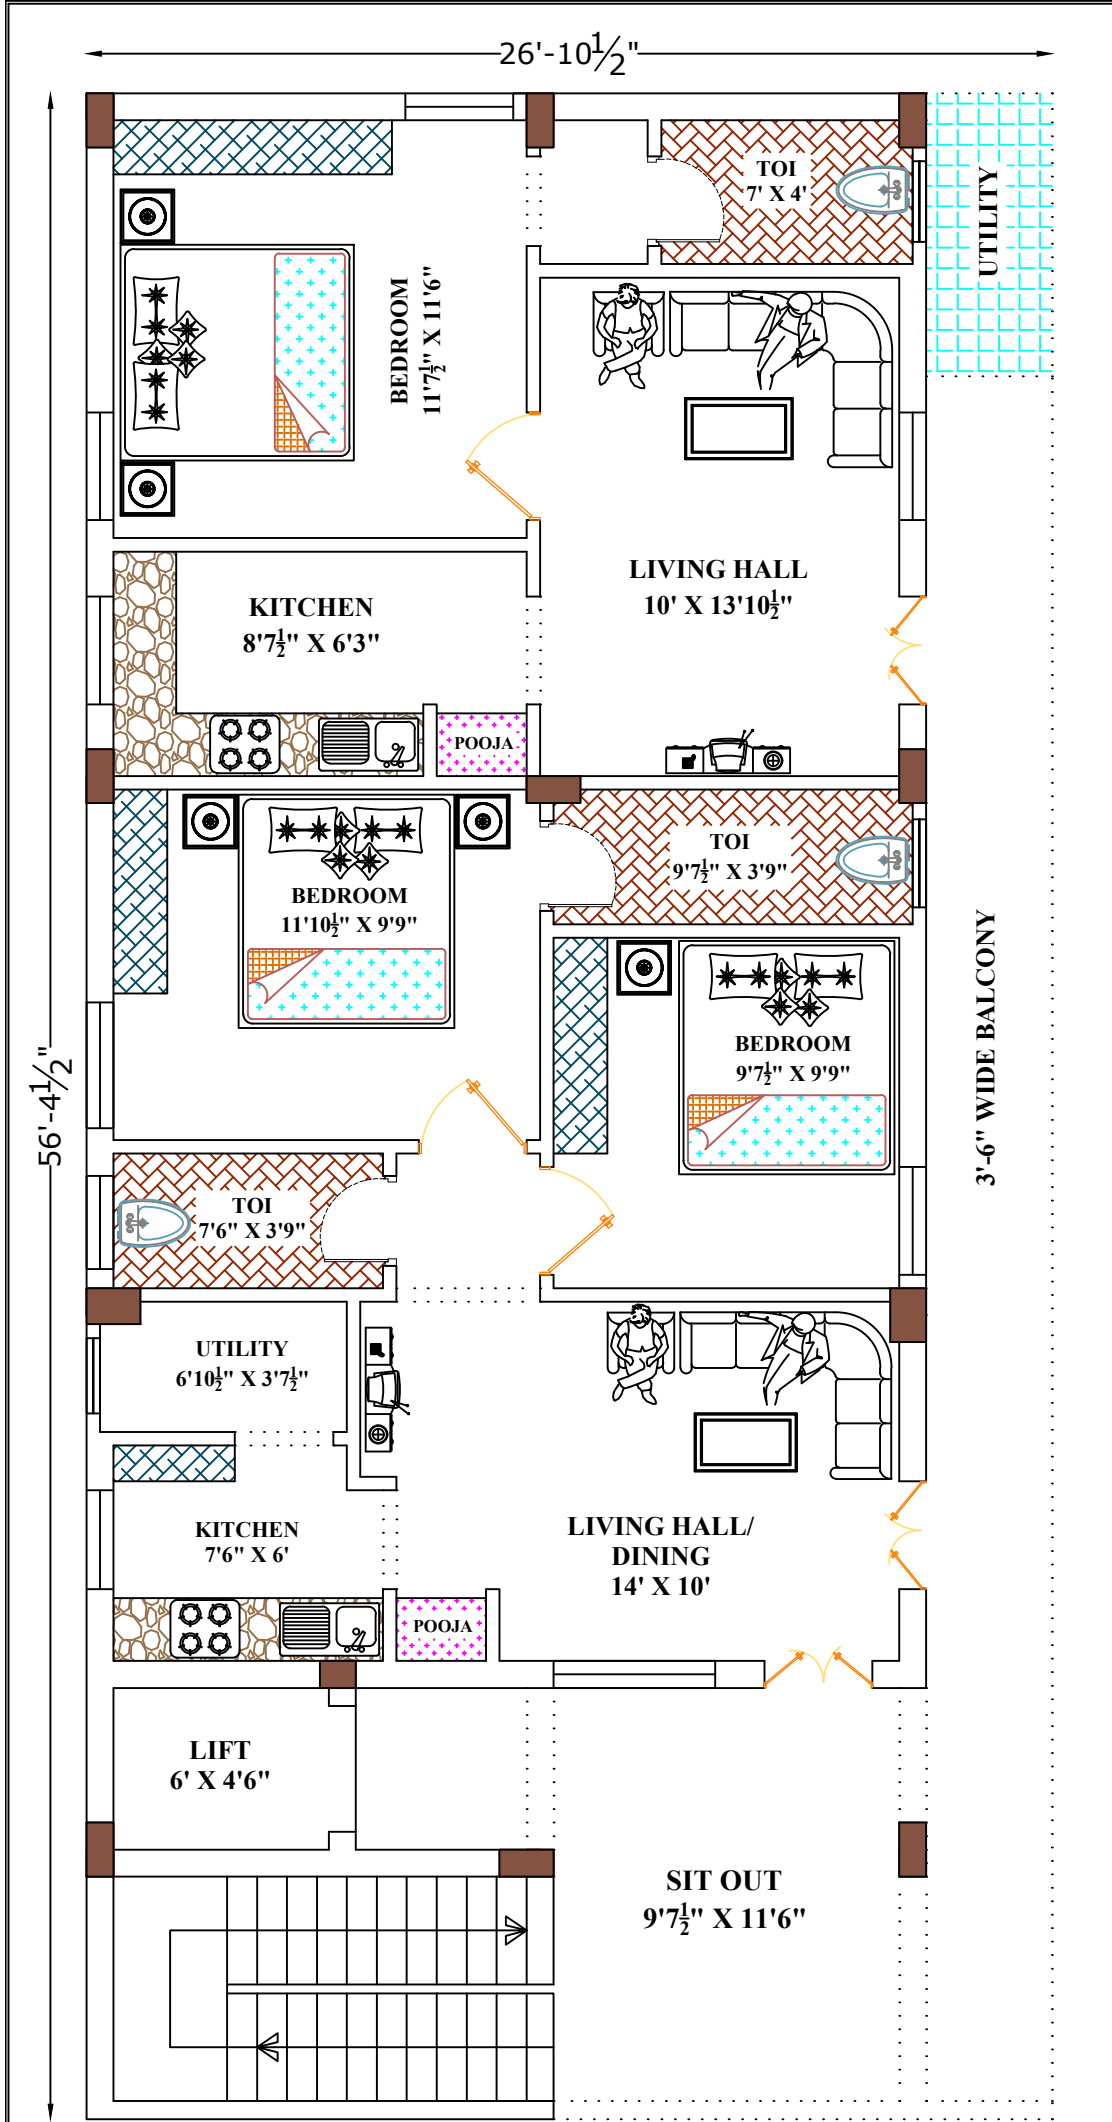 26'-10½"
TOI
7' X 4'
UTILITY
BEDROOM
11'7½" X 11'6"
LIVING HALL
10' X 13'10½"
KITCHEN
8'7½" X 6'3"
POOJA
TOI
9'7½" X 3'9"
BEDROOM
11'10½" X 9'9"
BEDROOM
9'7½" X 9'9"
3'-6" WIDE BALCONY
56'-4½"
TOI
7'6" X 3'9"
UTILITY
6'10½" X 3'7½"
KITCHEN
7'6" X 6'
LIVING HALL/
DINING
14' X 10'
POOJA
LIFT
6' X 4'6"
SIT OUT
9'7½" X 11'6"